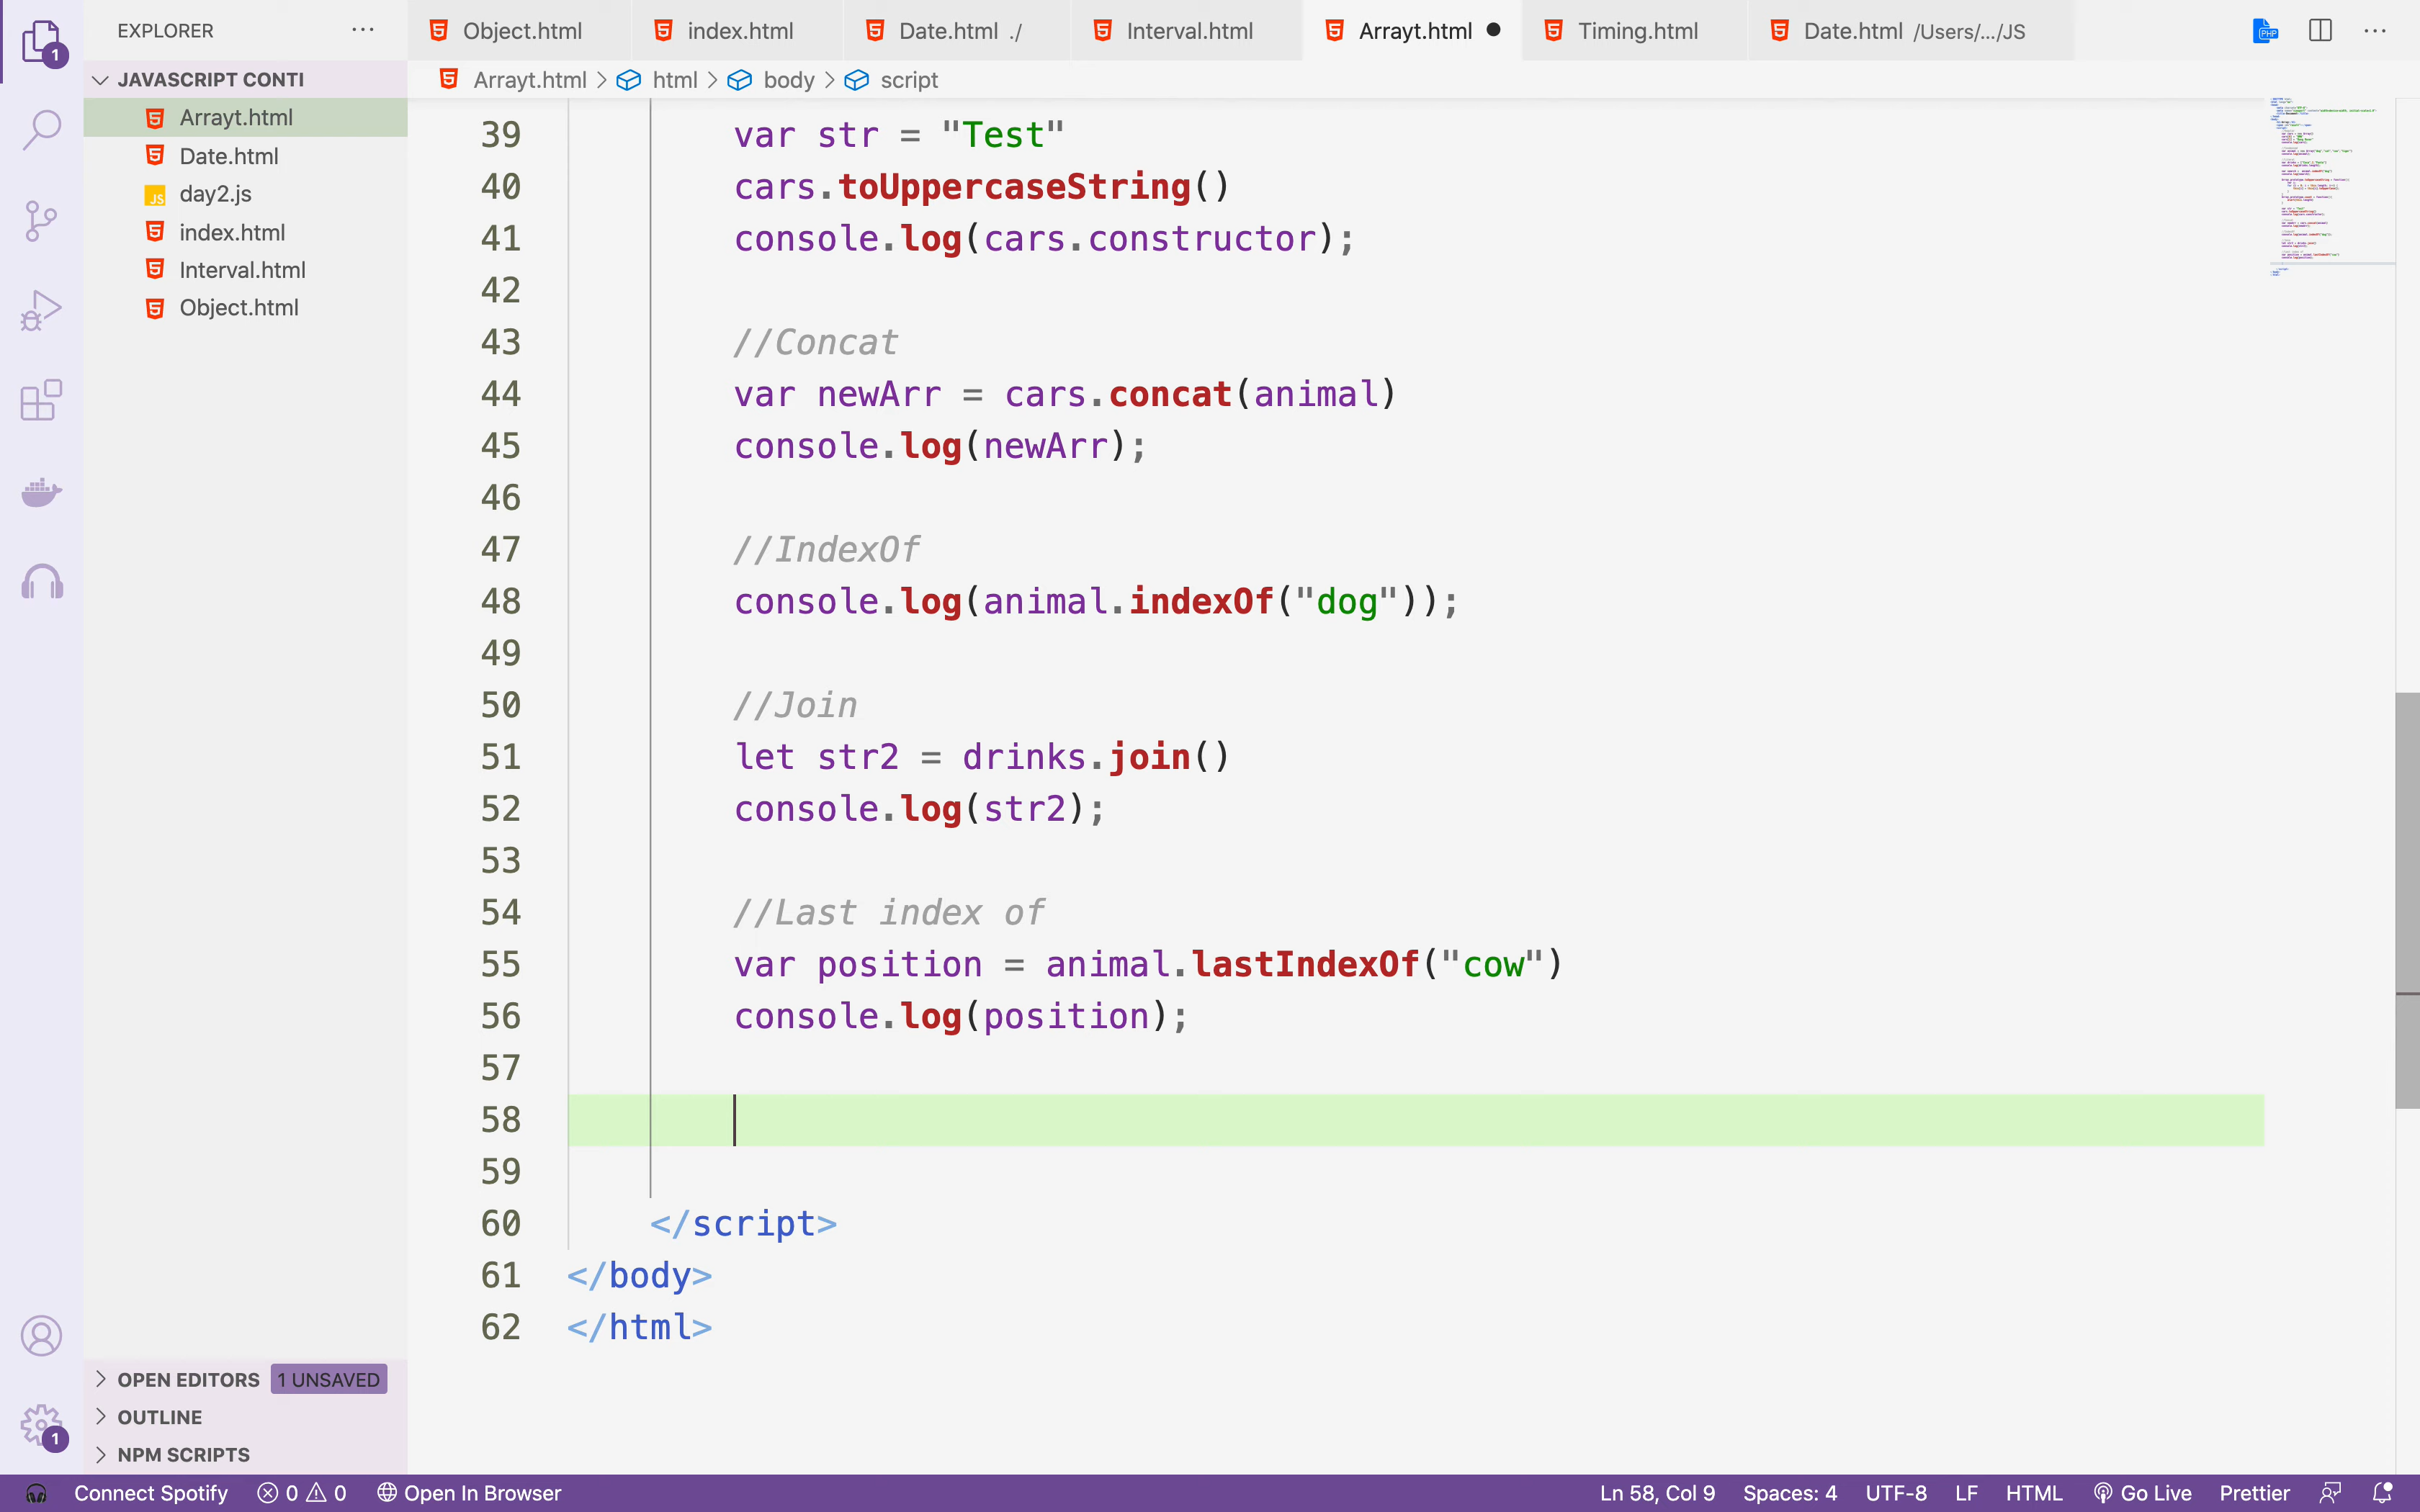 EXPLORER
Object.html
index.html
Date.html ./
Interval.html
Arrayt.html
Timing.html
Date.html /Users/.../JS
JAVASCRIPT CONTI
Arrayt.html > html > body > script
Arrayt.html
Date.html
day2.js
index.html
Interval.html
Object.html
39 var str = "Test"
40 cars.toUppercaseString()
41 console.log(cars.constructor);
42
43 //Concat
44 var newArr = cars.concat(animal)
45 console.log(newArr);
46
47 //IndexOf
48 console.log(animal.indexOf("dog"));
49
50 //Join
51 let str2 = drinks.join()
52 console.log(str2);
53
54 //Last index of
55 var position = animal.lastIndexOf("cow")
56 console.log(position);
57
58
59
60 </script>
61 </body>
62 </html>
1
OPEN EDITORS 1 UNSAVED
OUTLINE
NPM SCRIPTS
1
Connect Spotify 0 0 Open In Browser
Ln 58, Col 9 Spaces: 4 UTF-8 LF HTML Go Live Prettier